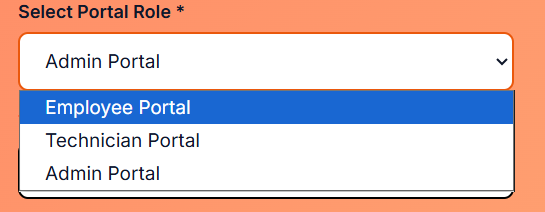 Select Portal Role *
Admin Portal
Employee Portal
Technician Portal
Admin Portal